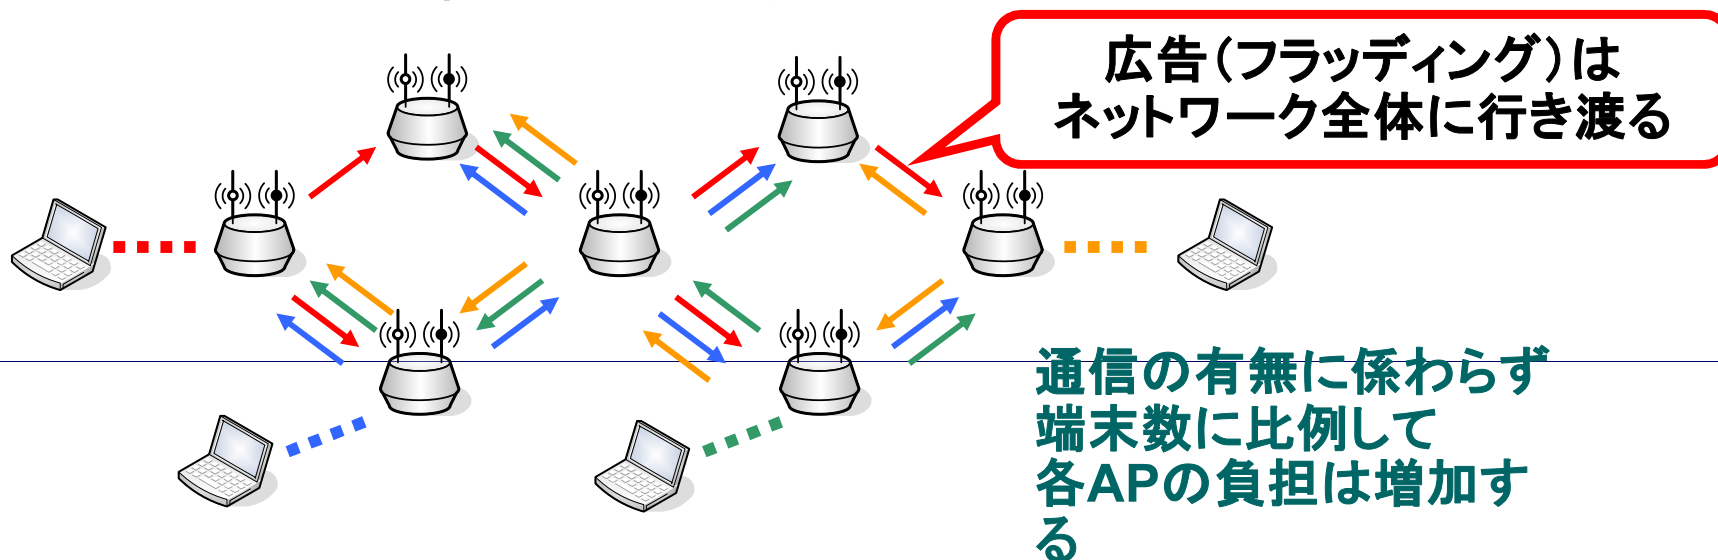 広告（フラッディング）は
ネットワーク全体に行き渡る
通信の有無に係わらず
端末数に比例して
各APの負担は増加す
る